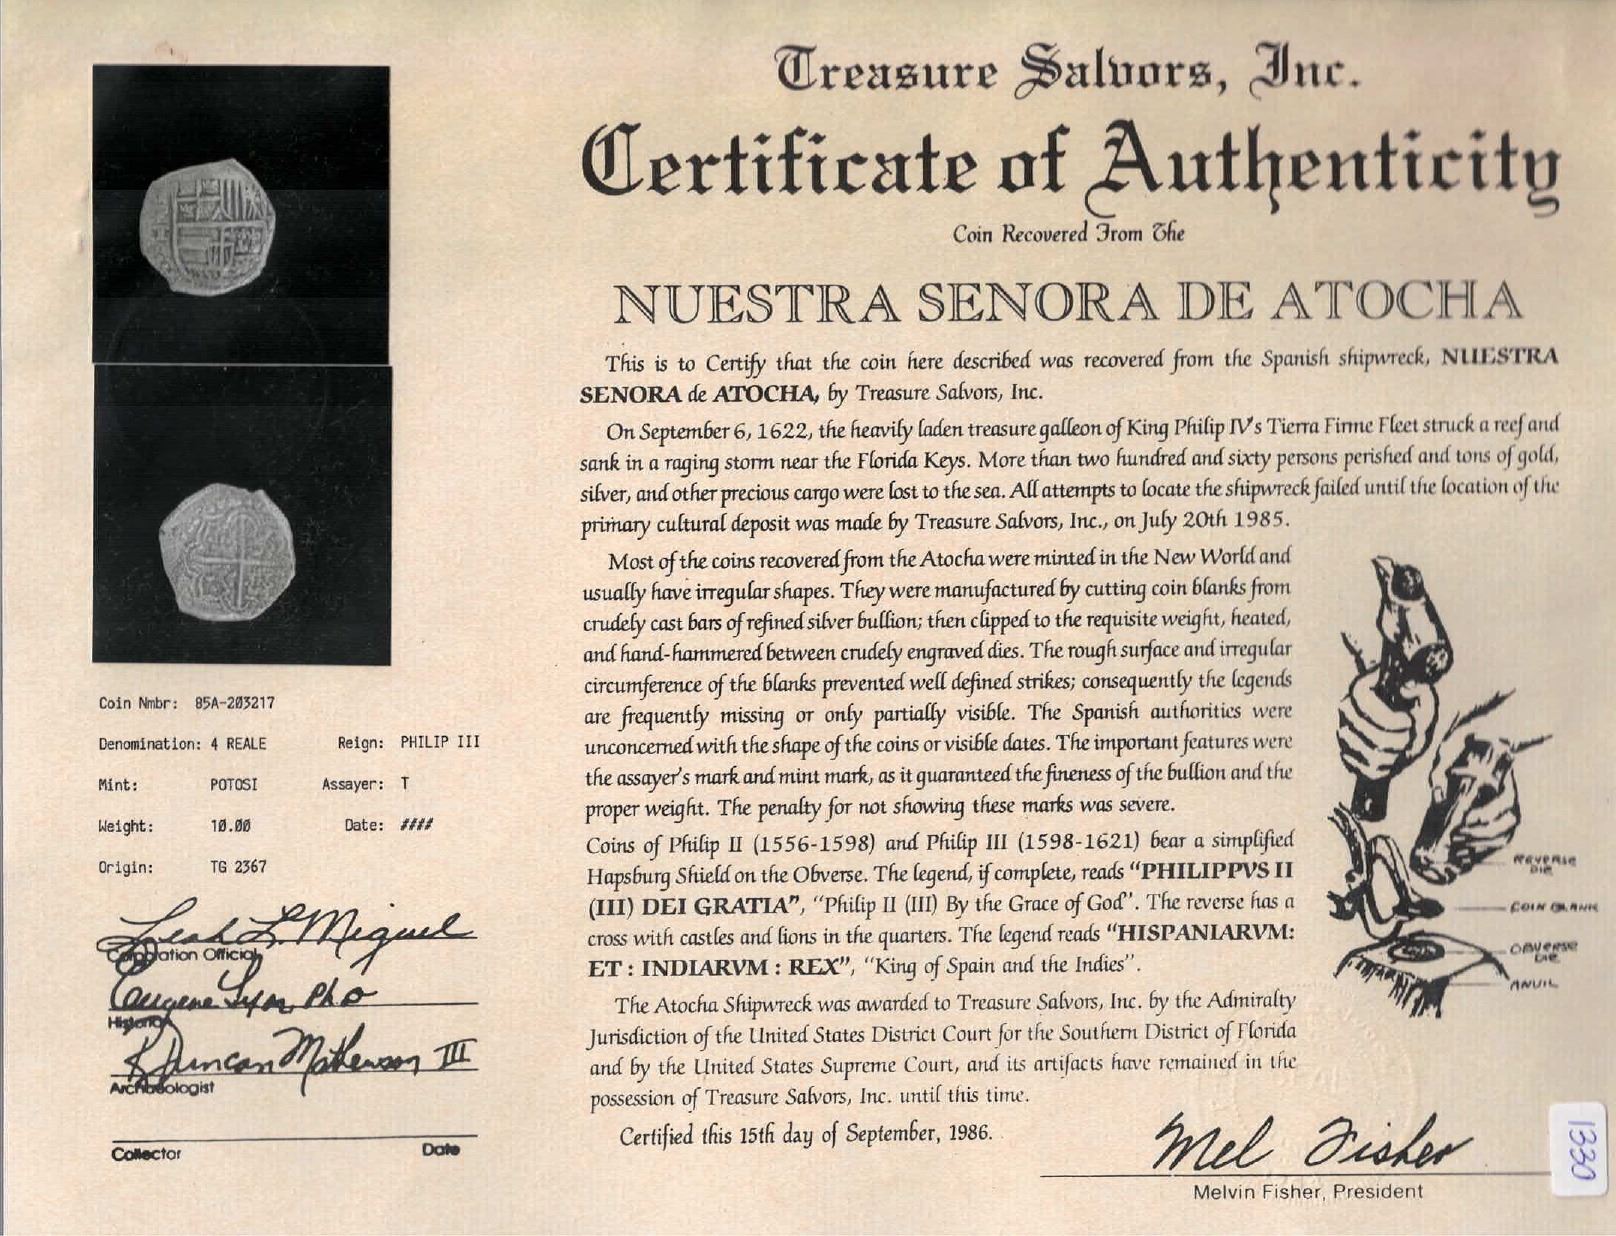 Treasure Salvors, Inc.
Certificate of Authenticity
Coin Recovered From The
NUESTRA SENORA DE ATOCHA
This is to Certify that the coin here described was recovered from the Spanish shipwreck, NUESTRA
SENORA de ATOCHA, by Treasure Salvors, Inc.
On September 6, 1622, the heavily laden treasure galleon of King Philip IV's Tierra Firme Fleet struck a reef and
sank in a raging storm near the Florida Keys. More than two hundred and sixty persons perished and tons of gold,
silver, and other precious cargo were lost to the sea. All attempts to locate the shipwreck failed until the location of the
primary cultural deposit was made by Treasure Salvors, Inc., on July 20th 1985.
Most of the coins recovered from the Atocha were minted in the New World and
usually have irregular shapes. They were manufactured by cutting coin blanks from
crudely cast bars of refined silver bullion; then clipped to the requisite weight, heated,
and hand-hammered between crudely engraved dies. The rough surface and irregular
circumference of the blanks prevented well defined strikes; consequently the legends
are frequently missing or only partially visible. The Spanish authorities were
unconcerned with the shape of the coins or visible dates. The important features were
the assayer's mark and mint mark, as it guaranteed the fineness of the bullion and the
proper weight. The penalty for not showing these marks was severe.
Coins of Philip II (1556-1598) and Philip III (1598-1621) bear a simplified
Hapsburg Shield on the Obverse. The legend, if complete, reads "PHILIPPVS II
(III) DEI GRATIA", "Philip II (III) By the Grace of God". The reverse has a
cross with castles and lions in the quarters. The legend reads "HISPANIARVM:
ET : INDIARVM : REX", "King of Spain and the Indies".
The Atocha Shipwreck was awarded to Treasure Salvors, Inc. by the Admiralty
Jurisdiction of the United States District Court for the Southern District of Florida
and by the United States Supreme Court, and its artifacts have remained in the
possession of Treasure Salvors, Inc. until this time.
Certified this 15th day of September, 1986.
Mel Fisher
Melvin Fisher, President
REVERSE
DIE
COIN BLANK
OBVERSE
DIE
ANVIL
1330
Coin Nmbr: 85A-203217
Denomination: 4 REALE Reign: PHILIP III
Mint: POTOSI Assayer: T
Weight: 10.00 Date: ####
Origin: TG 2367
Leah L. Miguel
Corporation Official
Eugene Lyon PhD
Historian
R Duncan Mathewson III
Archaeologist
Collector Date